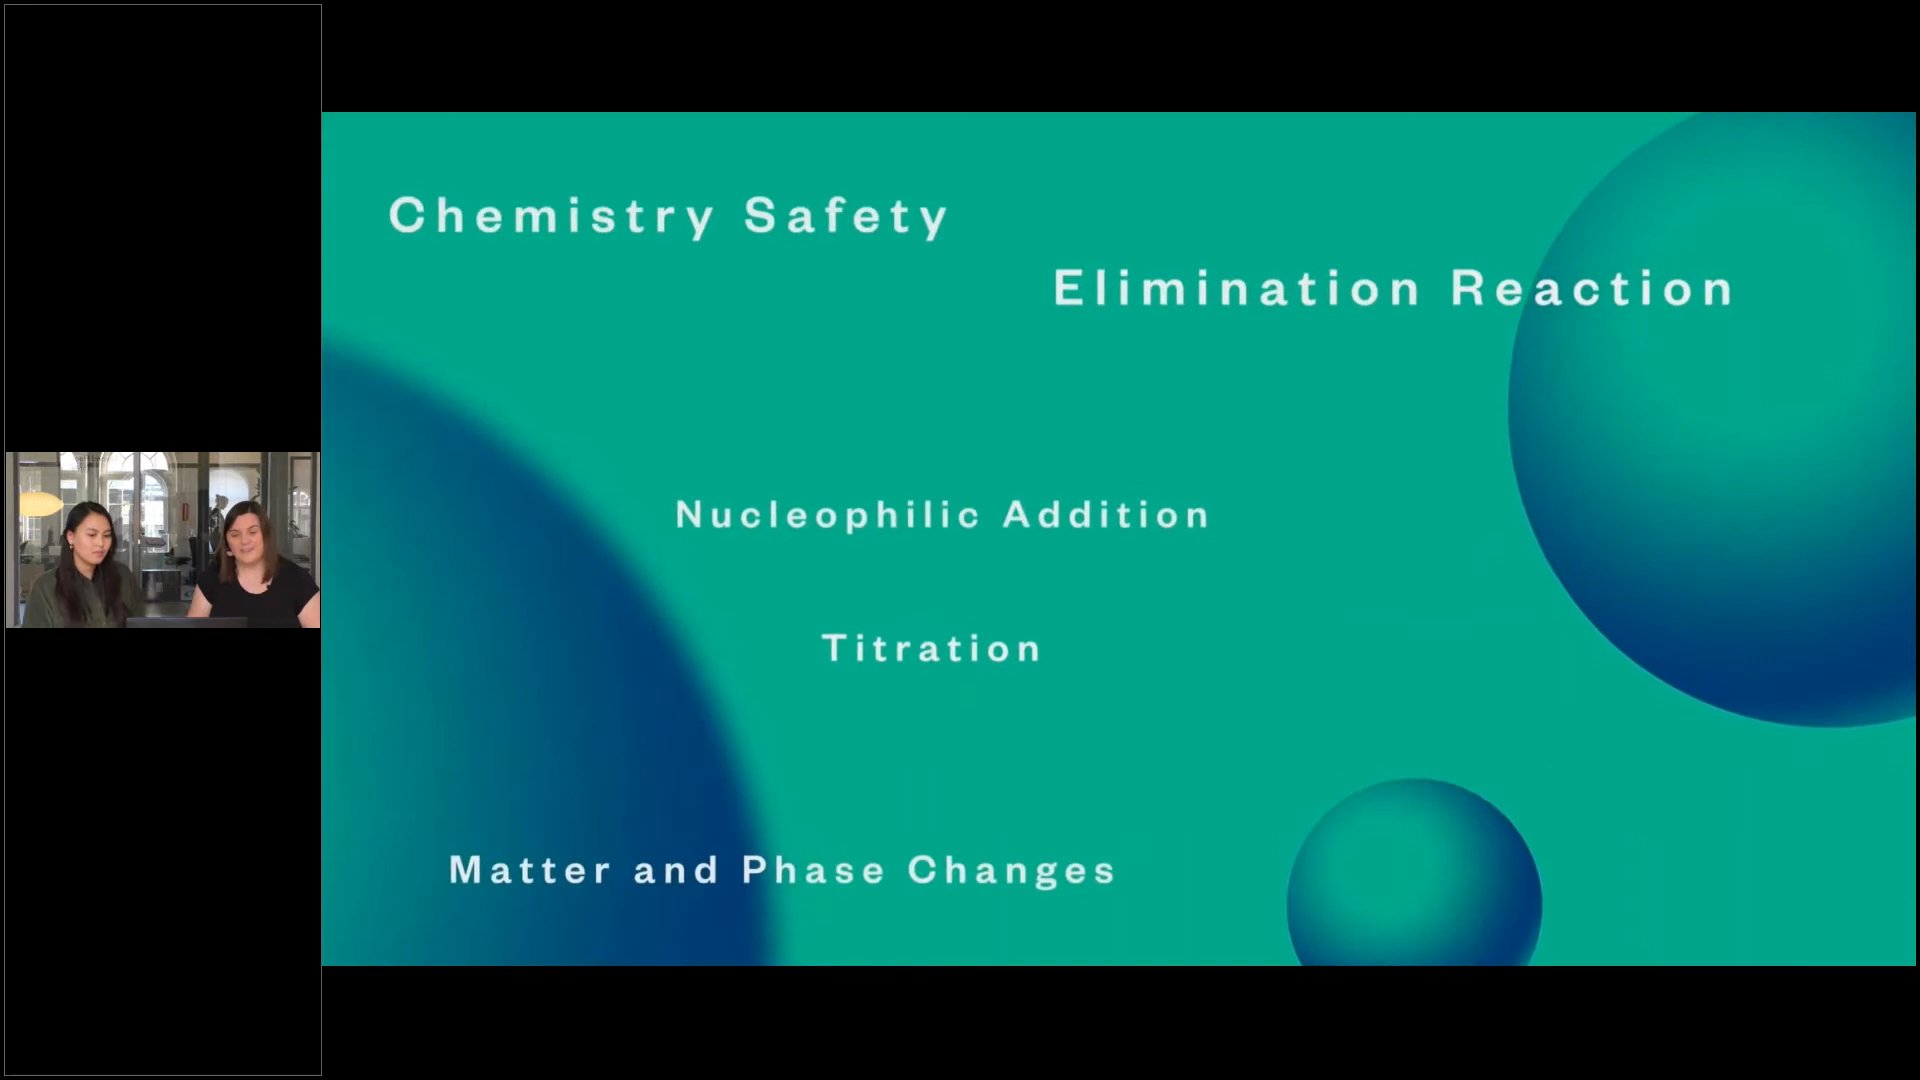 Chemistry Safety
Elimination Reaction
Nucleophilic Addition
Titration
Matter and Phase Changes